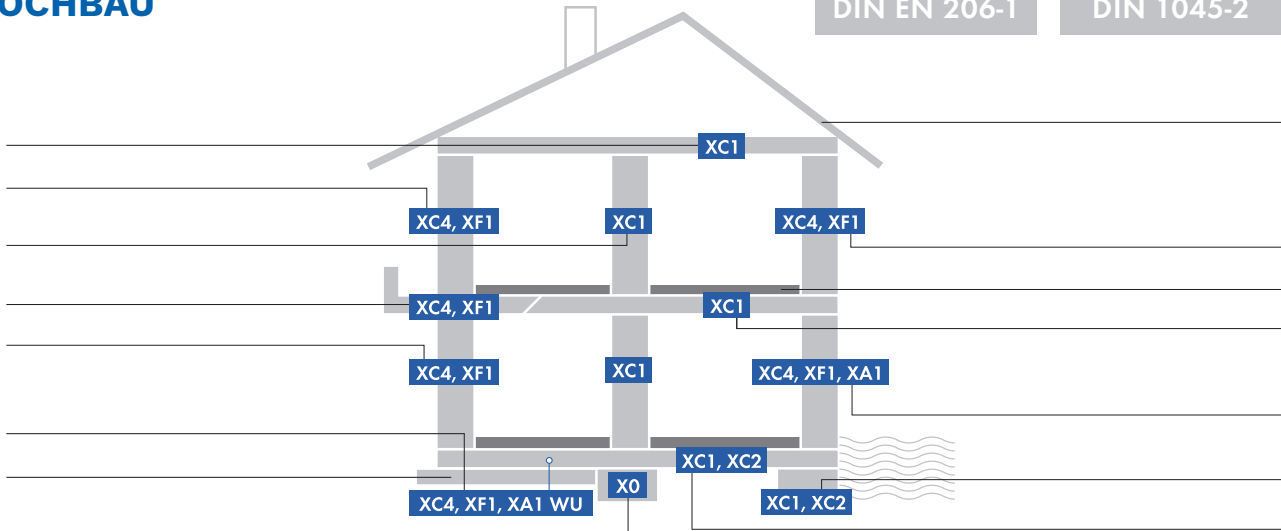 OCHBAU
DIN EN 206-1
DIN 1045-2
XC1
XC4, XF1
XC1
XC4, XF1
XC4, XF1
XC1
XC4, XF1
XC1
XC4, XF1, XA1
XC1, XC2
XC4, XF1, XA1 WU
X0
XC1, XC2